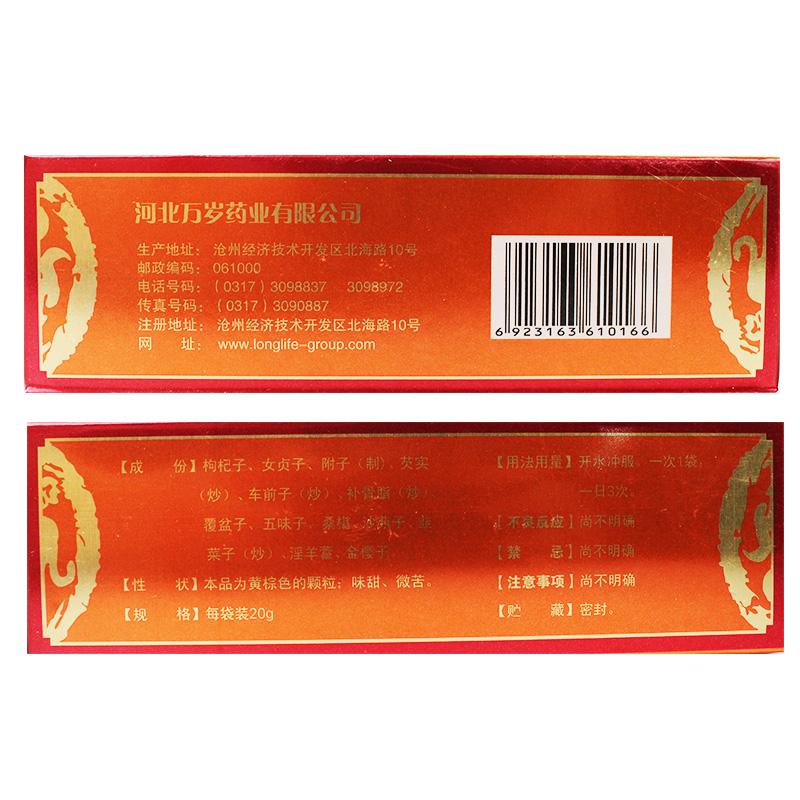 河北万岁药业有限公司
生产地址： 沧州经济技术开发区北海路10号
邮政编码： 061000
电话号码：（0317）3098837 3098972
传真号码：（0317）3090887
注册地址： 沧州经济技术开发区北海路10号
网 址： www.longlife-group.com
6 923163 610166
【成 份】枸杞子、女贞子、附子（制）、芡实
（炒）、车前子（炒）、补骨脂（炒）、
覆盆子、五味子、桑椹、沙苑子、韭
菜子（炒）、淫羊藿、金樱子。
【性 状】本品为黄棕色的颗粒；味甜、微苦。
【规 格】每袋装20g
【用法用量】开水冲服。一次1袋，
一日3次。
【不良反应】尚不明确
【禁 忌】尚不明确
【注意事项】尚不明确
【贮 藏】密封。